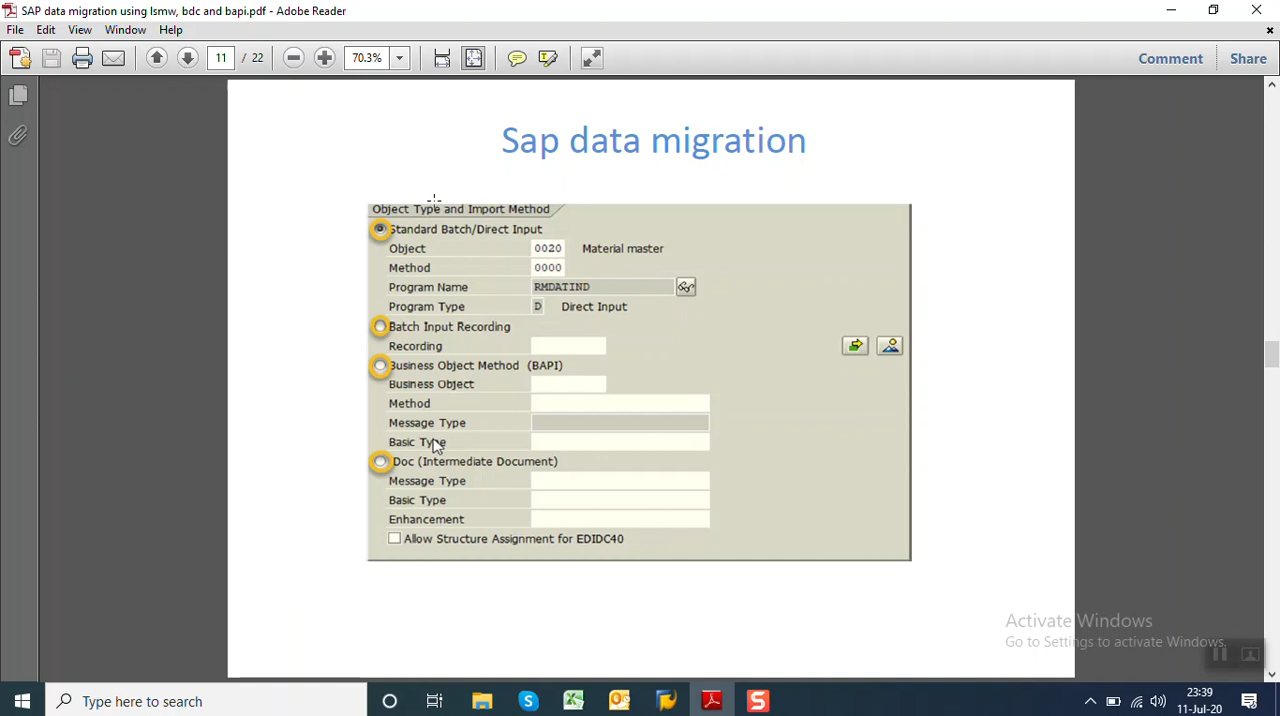 SAP data migration using lsmw, bdc and bapi.pdf - Adobe Reader
File Edit View Window Help
11 / 22 70.3% Comment Share
Sap data migration
Object Type and Import Method
Standard Batch/Direct Input
Object 0020 Material master
Method 0000
Program Name RMDATIND
Program Type D Direct Input
Batch Input Recording
Recording
Business Object Method (BAPI)
Business Object
Method
Message Type
Basic Type
Doc (Intermediate Document)
Message Type
Basic Type
Enhancement
Allow Structure Assignment for EDIDC40
Activate Windows
Go to Settings to activate Windows.
Type here to search
23:39
11-Jul-20